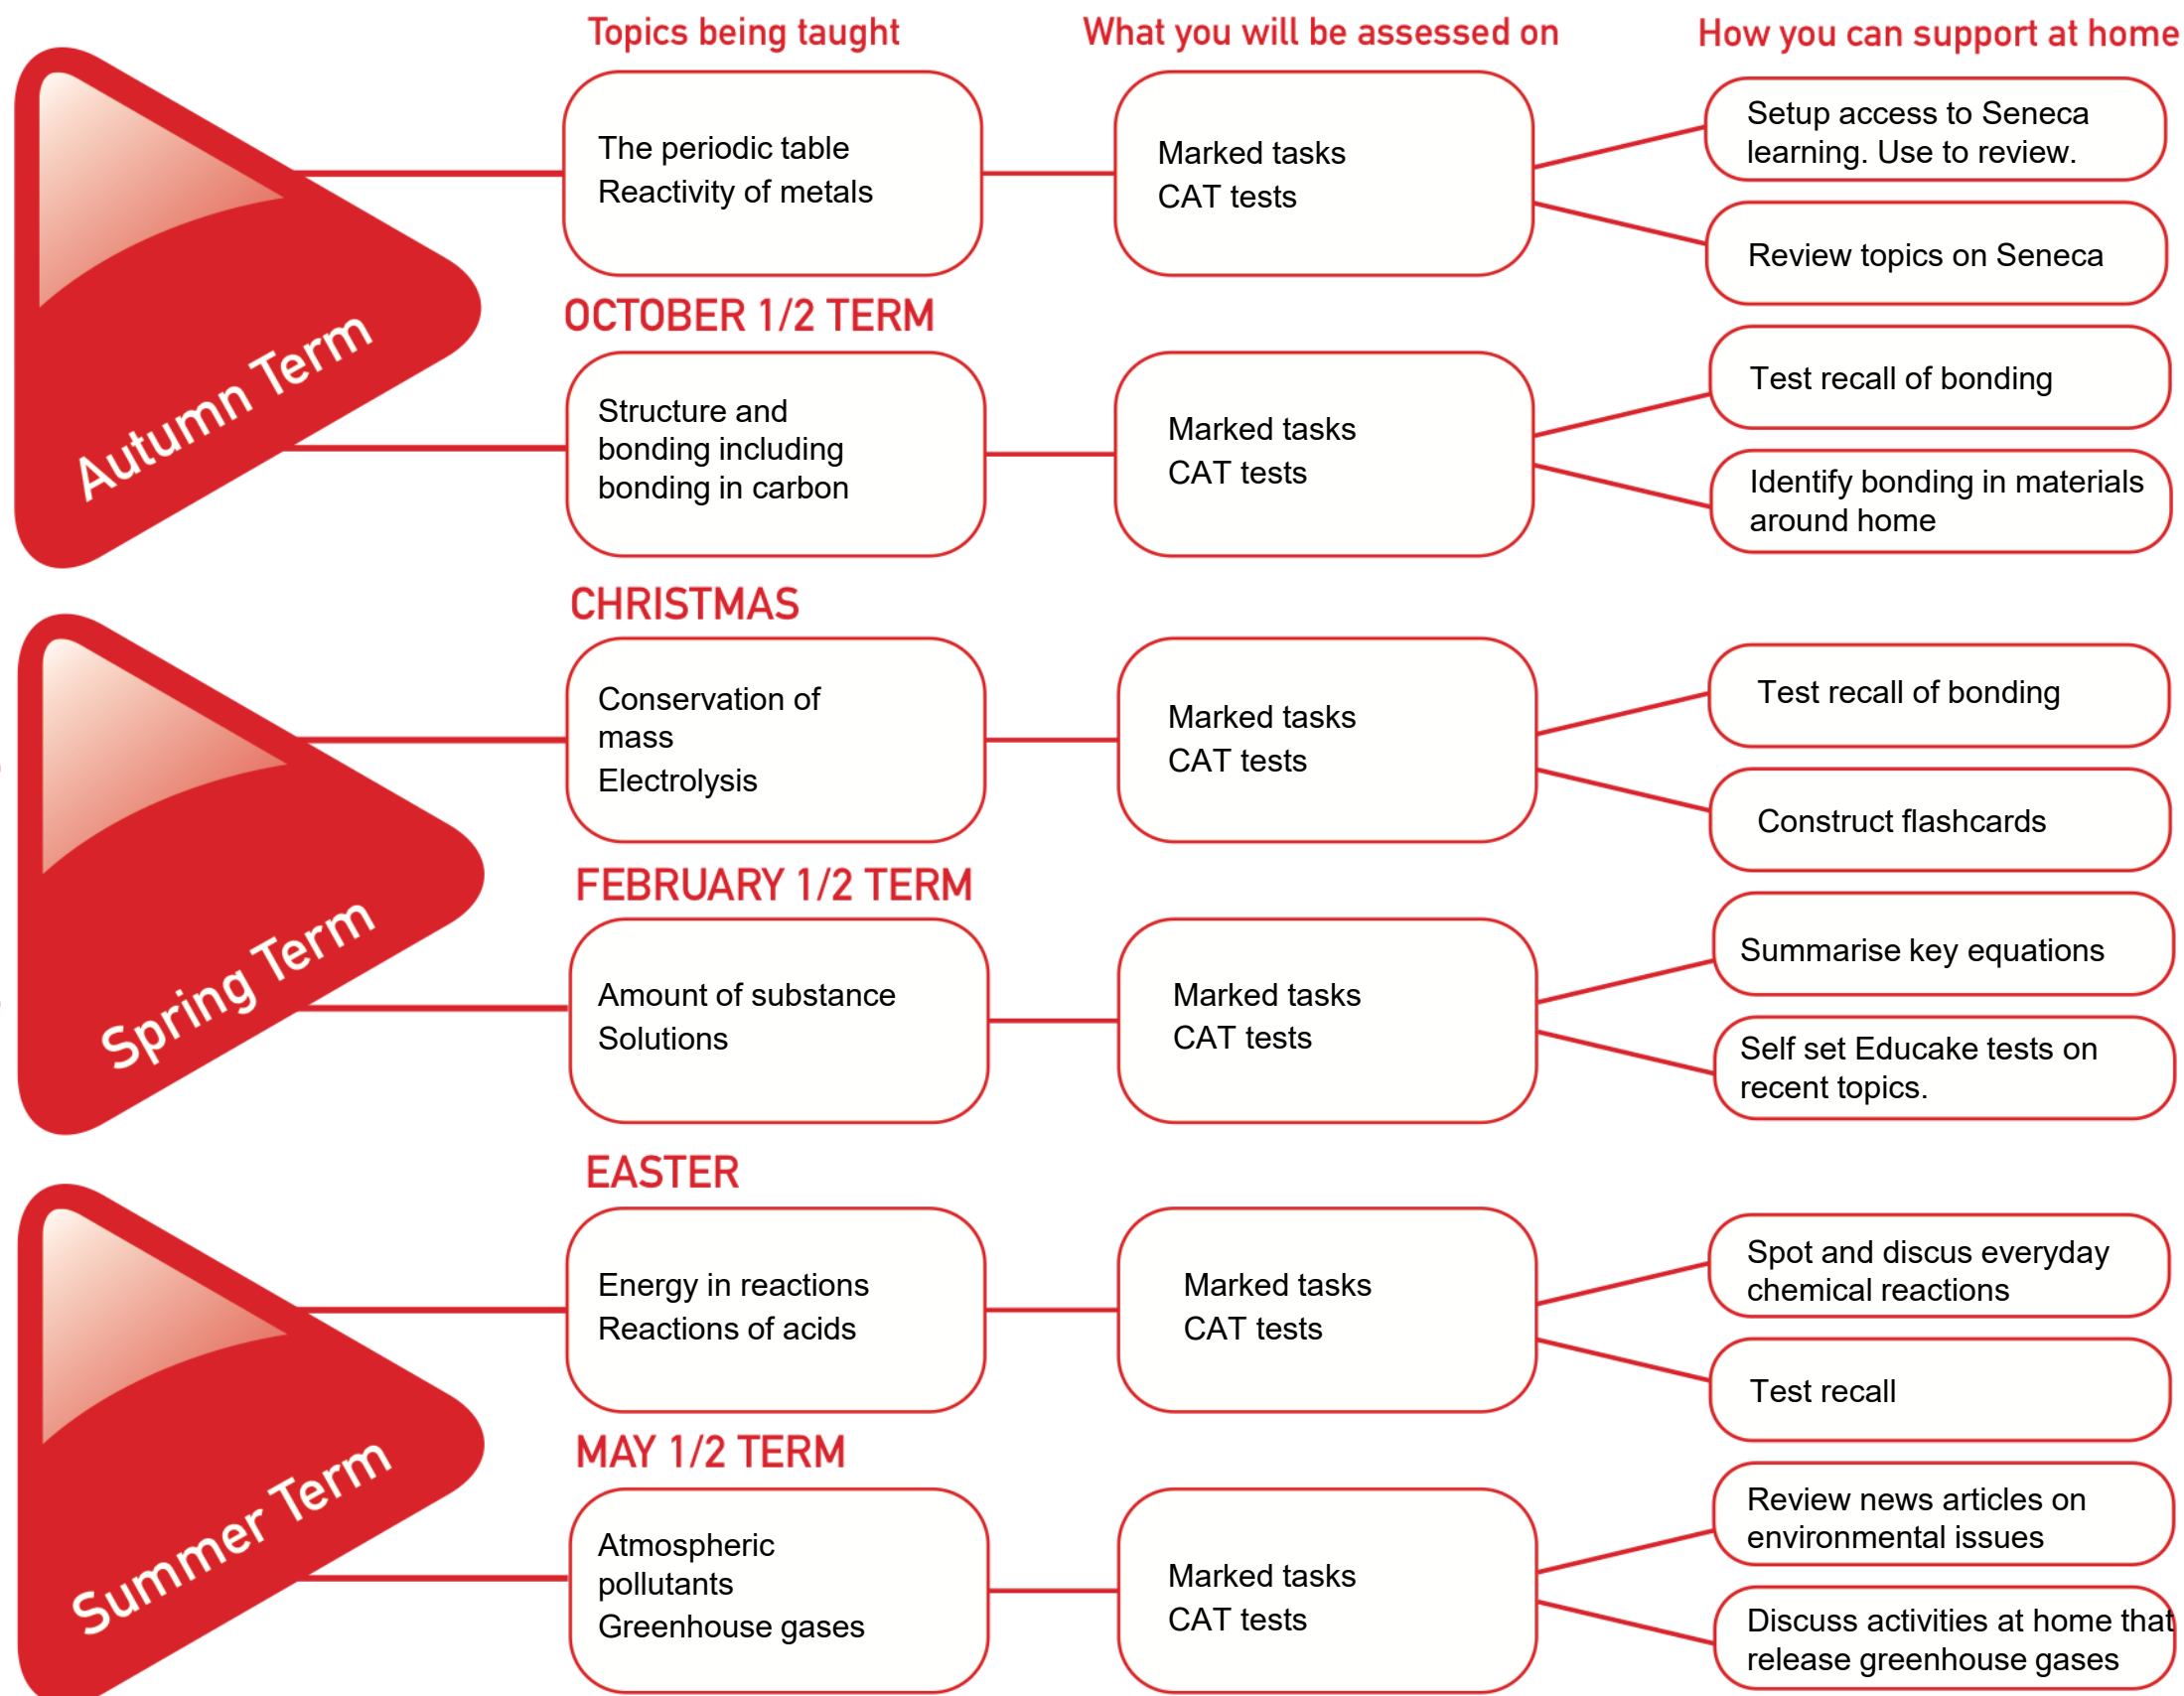 Topics being taught
What you will be assessed on
How you can support at home
Autumn Term
The periodic table
Reactivity of metals
Marked tasks
CAT tests
Setup access to Seneca
learning. Use to review.
Review topics on Seneca
OCTOBER 1/2 TERM
Structure and
bonding including
bonding in carbon
Marked tasks
CAT tests
Test recall of bonding
Identify bonding in materials
around home
CHRISTMAS
Spring Term
Conservation of
mass
Electrolysis
Marked tasks
CAT tests
Test recall of bonding
Construct flashcards
FEBRUARY 1/2 TERM
Amount of substance
Solutions
Marked tasks
CAT tests
Summarise key equations
Self set Educake tests on
recent topics.
EASTER
Summer Term
Energy in reactions
Reactions of acids
Marked tasks
CAT tests
Spot and discus everyday
chemical reactions
Test recall
MAY 1/2 TERM
Atmospheric
pollutants
Greenhouse gases
Marked tasks
CAT tests
Review news articles on
environmental issues
Discuss activities at home that
release greenhouse gases